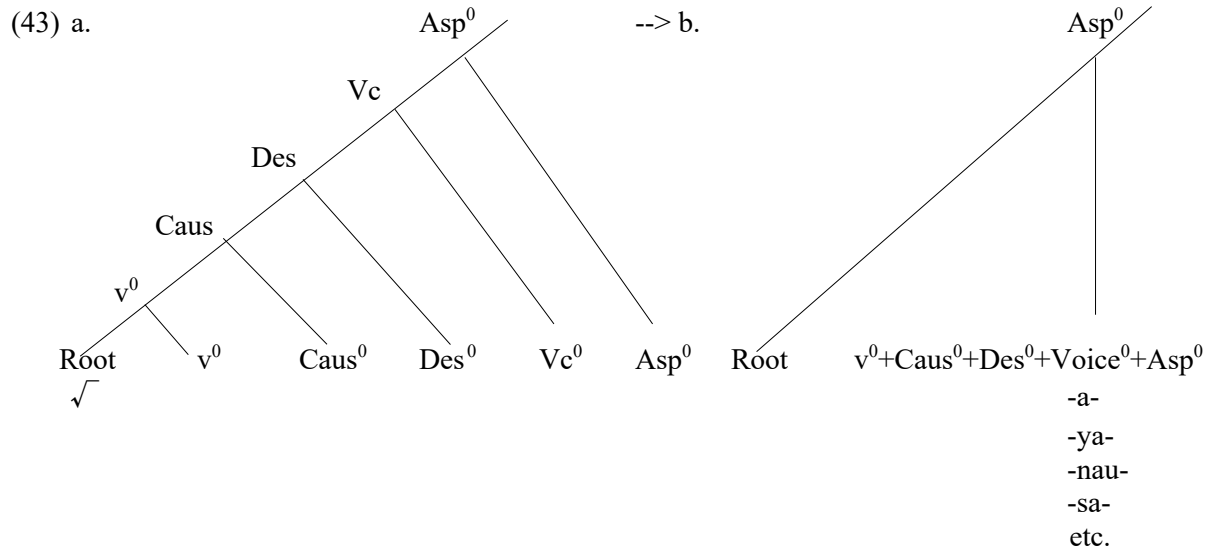 (43) a. Asp⁰ --> b. Asp⁰
Vc
Des
Caus
v⁰
Root v⁰ Caus⁰ Des⁰ Vc⁰ Asp⁰ Root v⁰+Caus⁰+Des⁰+Voice⁰+Asp⁰
√ -a-
-ya-
-nau-
-sa-
etc.